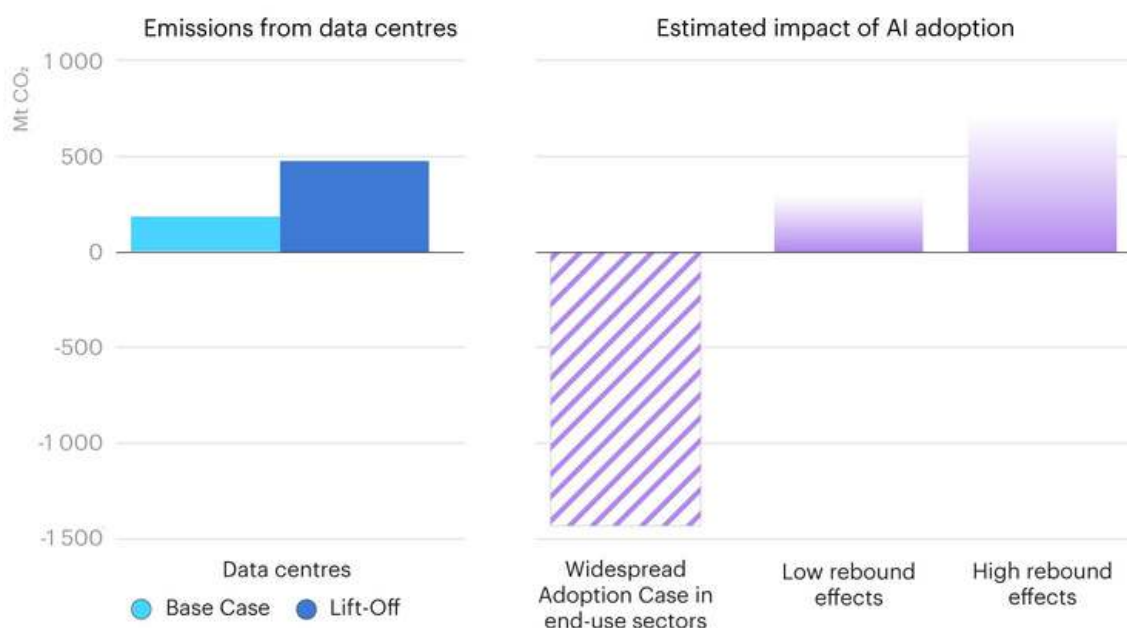 Emissions from data centres
Estimated impact of AI adoption
Mt CO₂
1 000
500
0
-500
-1 000
-1 500
Data centres
Base Case
Lift-Off
Widespread
Adoption Case in
end-use sectors
Low rebound
effects
High rebound
effects